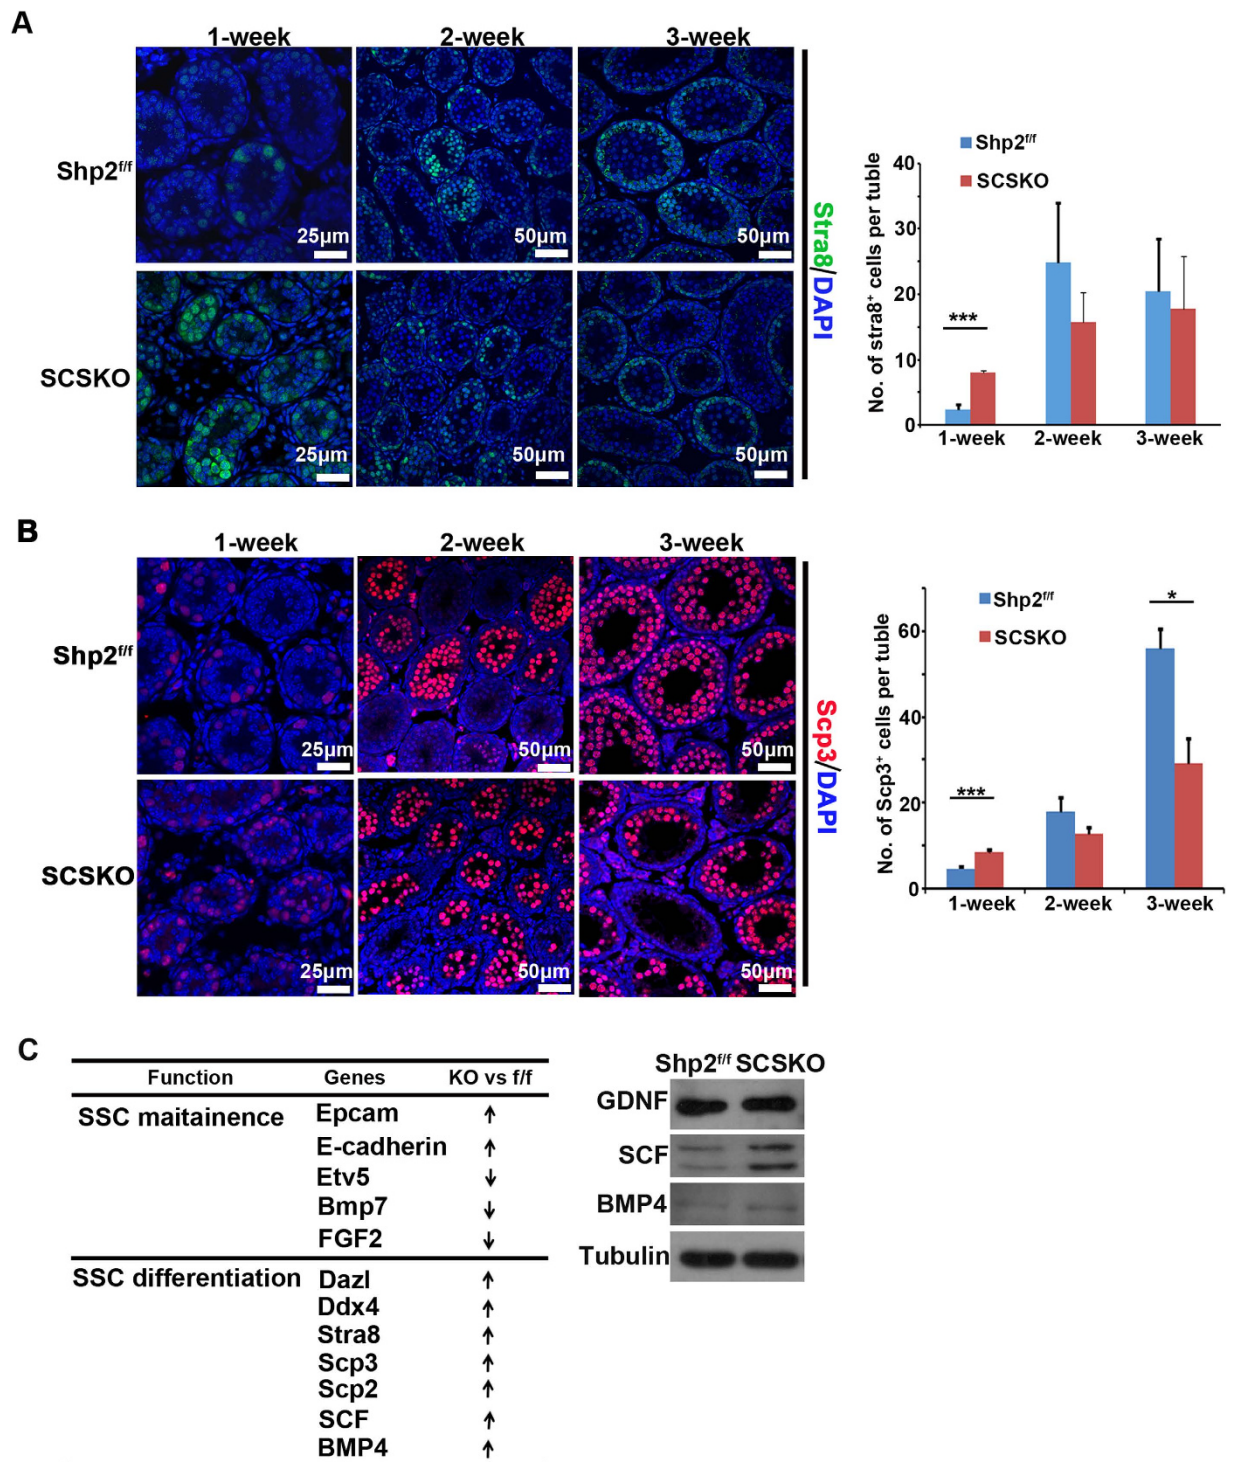 A
1-week 2-week 3-week
Shp2f/f
25µm 50µm 50µm
SCSKO
25µm 50µm 50µm
Stra8/DAPI
Shp2f/f
SCSKO
No. of stra8+ cells per tuble
40
30
20
10
0
***
1-week 2-week 3-week
B
1-week 2-week 3-week
Shp2f/f
25µm 50µm 50µm
SCSKO
25µm 50µm 50µm
Scp3/DAPI
Shp2f/f
SCSKO
No. of Scp3+ cells per tuble
60
40
20
0
***
*
1-week 2-week 3-week
C
Function Genes KO vs f/f
SSC maitainence Epcam ↑
E-cadherin ↑
Etv5 ↓
Bmp7 ↓
FGF2 ↓
SSC differentiation Dazl ↑
Ddx4 ↑
Stra8 ↑
Scp3 ↑
Scp2 ↑
SCF ↑
BMP4 ↑
Shp2f/f SCSKO
GDNF
SCF
BMP4
Tubulin